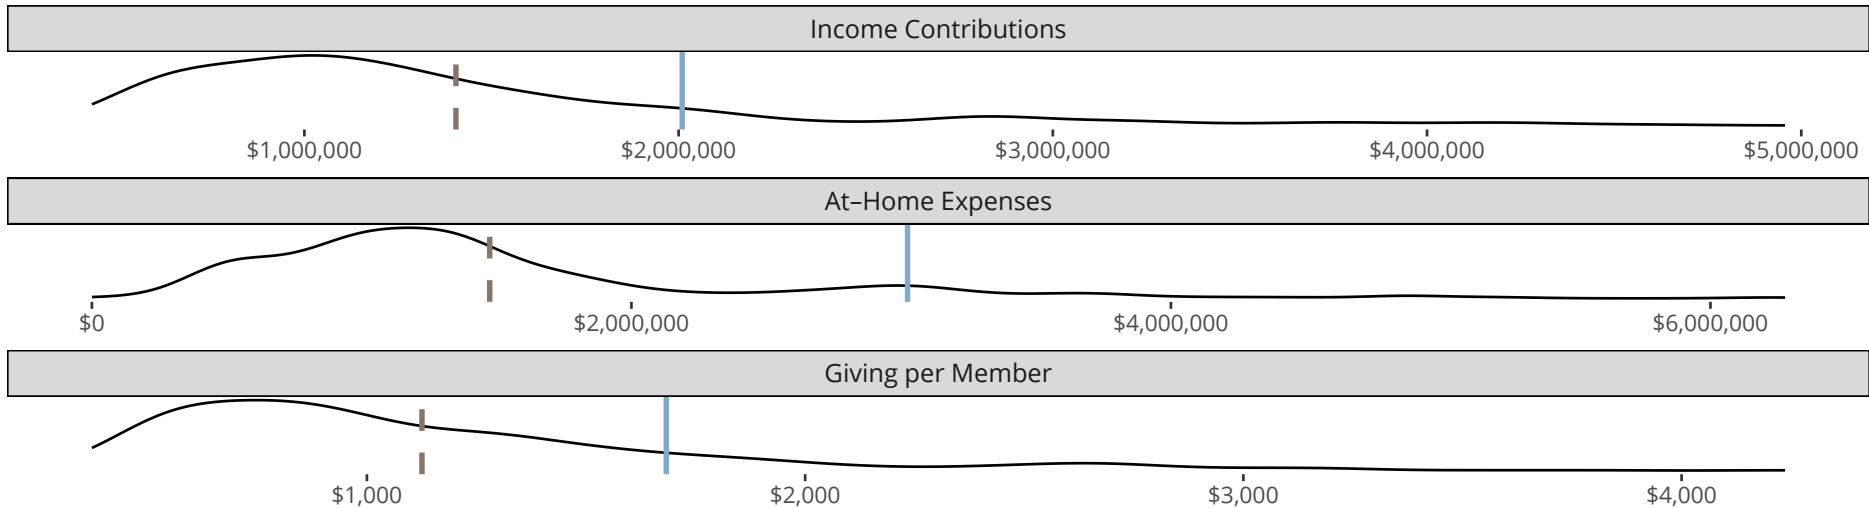 Income Contributions
$1,000,000 $2,000,000 $3,000,000 $4,000,000 $5,000,000
At–Home Expenses
$0 $2,000,000 $4,000,000 $6,000,000
Giving per Member
$1,000 $2,000 $3,000 $4,000